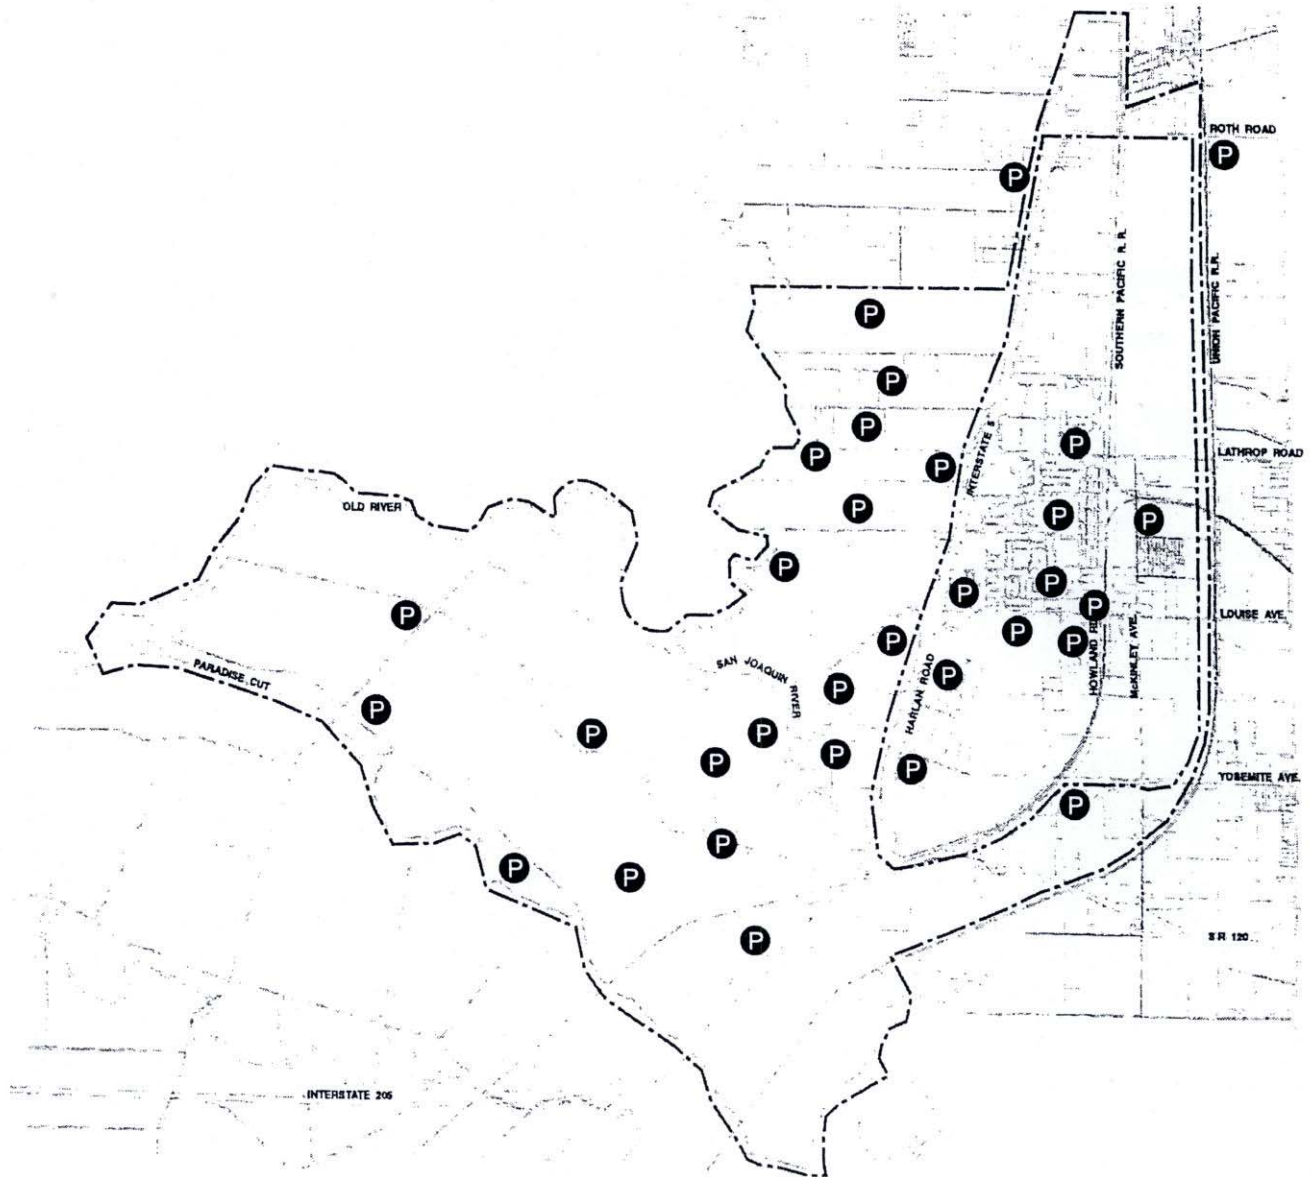 ROTH ROAD
P
P
SOUTHERN PACIFIC R. R.
UNION PACIFIC R.R.
P
P
P
P
INTERSTATE 5
P
P
LATHROP ROAD
OLD RIVER
P
P
P
P
P
P
P
P
P
LOUISE AVE.
P
P
P
HOWLAND RD.
McKINLEY AVE.
PARADISE CUT
SAN JOAQUIN
RIVER
HARLAN ROAD
P
P
P
P
P
P
P
P
YOSEMITE AVE.
P
P
P
P
P
S R 120
INTERSTATE 205